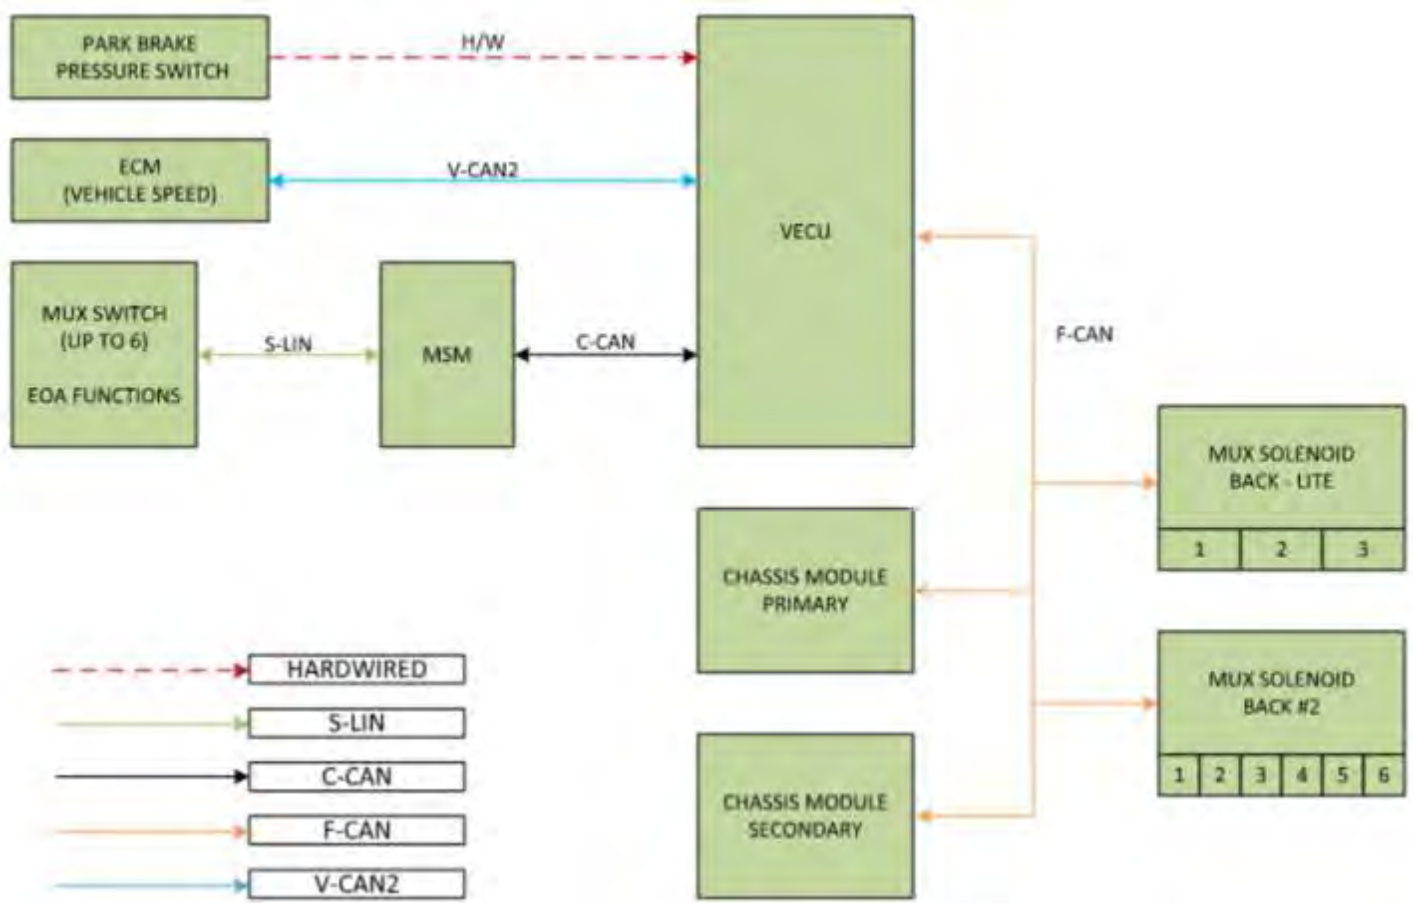 PARK BRAKE
PRESSURE SWITCH
H/W
ECM
(VEHICLE SPEED)
V-CAN2
VECU
MUX SWITCH
(UP TO 6)
EOA FUNCTIONS
S-LIN
MSM
C-CAN
F-CAN
MUX SOLENOID
BACK - LITE
1 2 3
CHASSIS MODULE
PRIMARY
MUX SOLENOID
BACK #2
1 2 3 4 5 6
CHASSIS MODULE
SECONDARY
HARDWIRED
S-LIN
C-CAN
F-CAN
V-CAN2